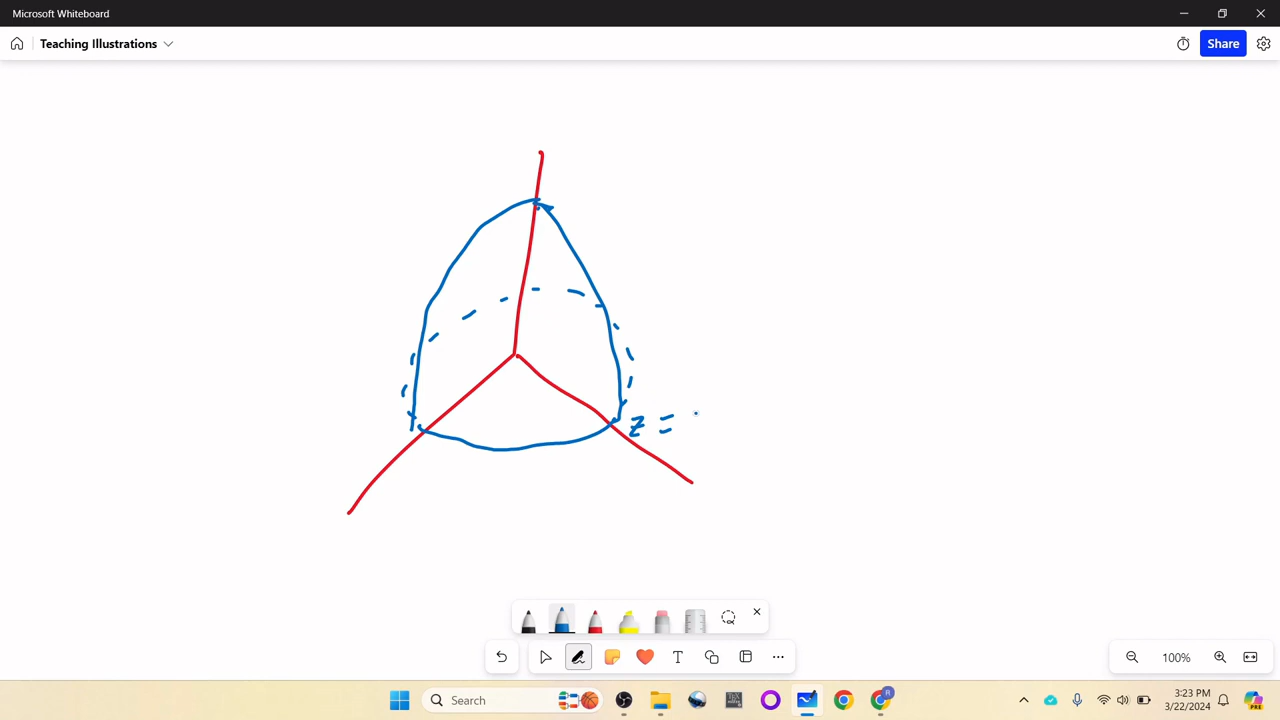 Microsoft Whiteboard
Teaching Illustrations
Share
z =
100%
Search
3:23 PM
3/22/2024